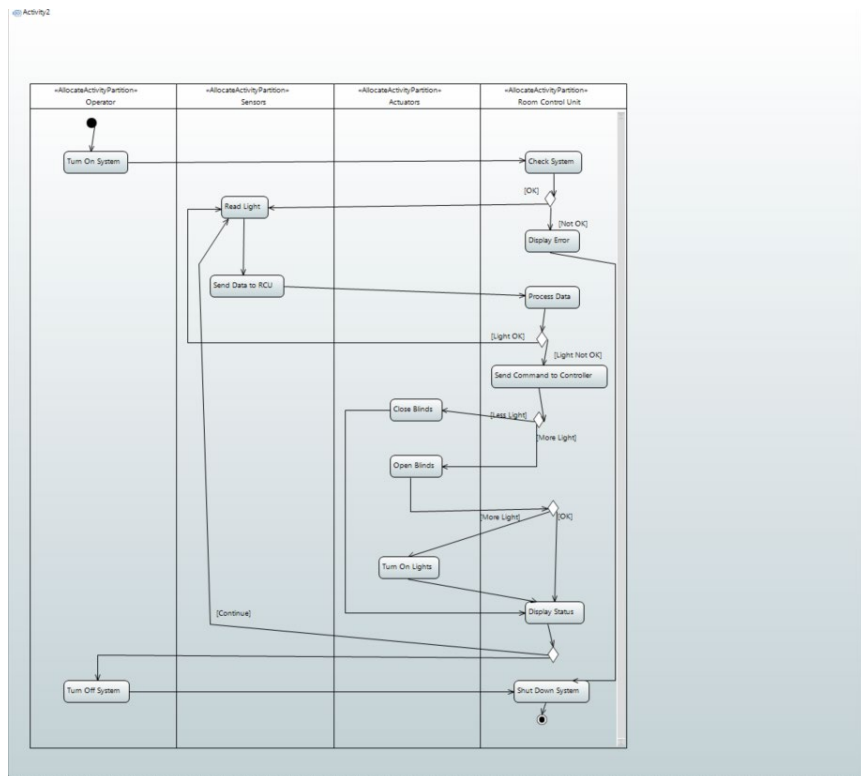 Activity2
«AllocateActivityPartition» «AllocateActivityPartition» «AllocateActivityPartition» «AllocateActivityPartition»
Operator Sensors Actuators Room Control Unit
Turn On System Check System
[OK]
Read Light
[Not OK]
Display Error
Send Data to RCU
Process Data
[Light OK]
[Light Not OK]
Send Command to Controller
Close Blinds
[Less Light]
[More Light]
Open Blinds
[More Light] [OK]
Turn On Lights
[Continue] Display Status
Turn Off System Shut Down System